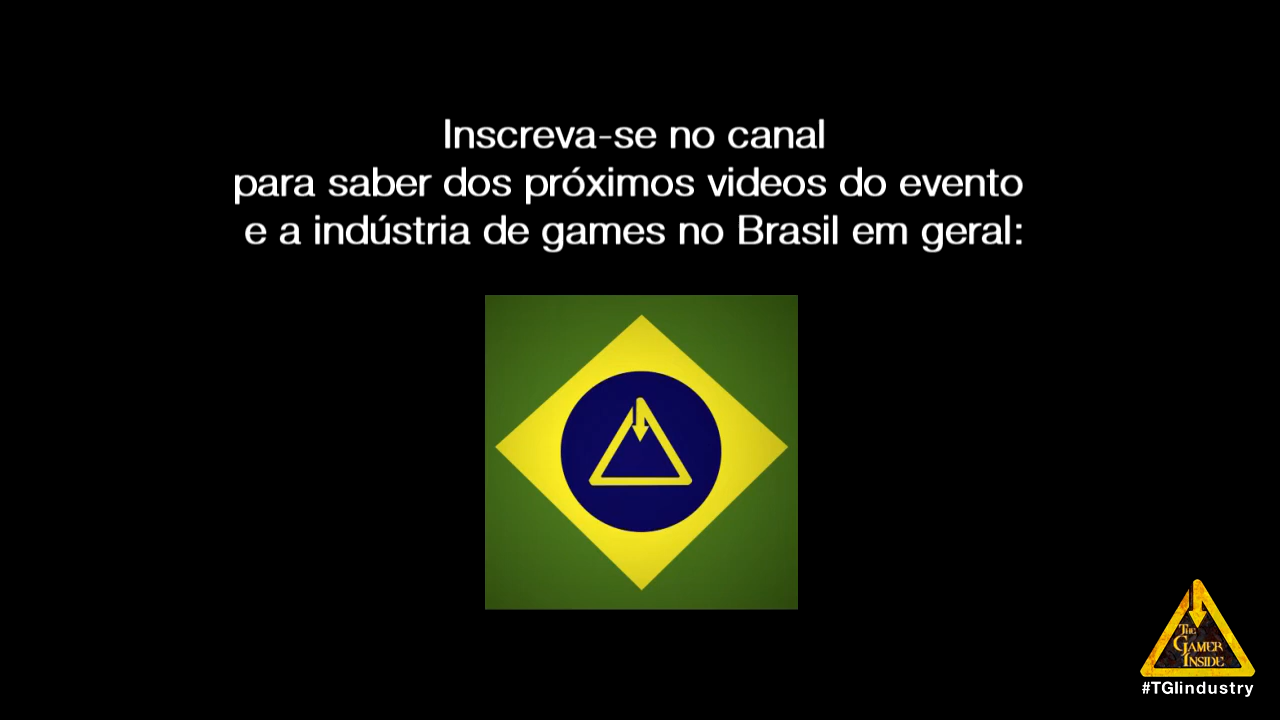 Inscreva-se no canal
para saber dos próximos videos do evento
e a indústria de games no Brasil em geral:
The
Gamer
Inside
#TGIindustry